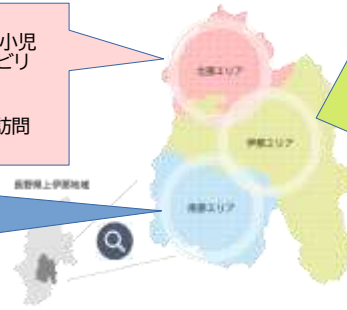 小児
ビリ
訪問
北部エリア
伊那エリア
長野県上伊那地域
南部エリア